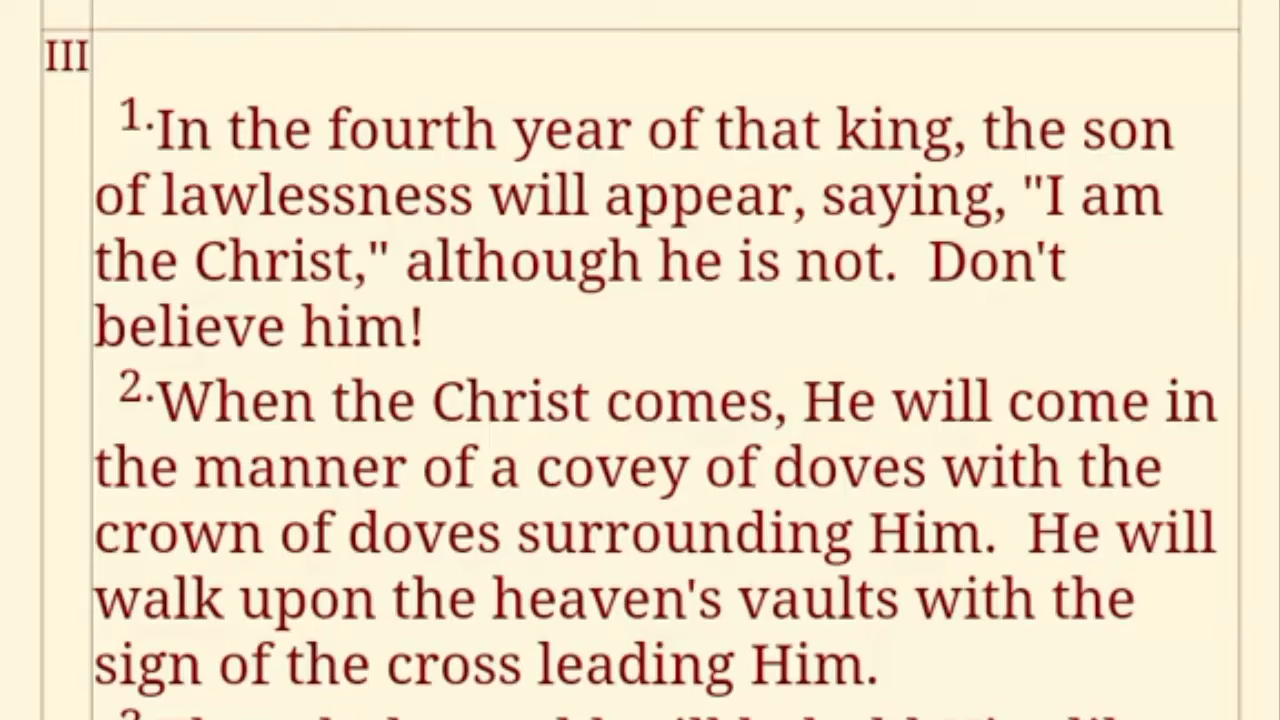 III
1.In the fourth year of that king, the son
of lawlessness will appear, saying, "I am
the Christ," although he is not.  Don't
believe him!
2.When the Christ comes, He will come in
the manner of a covey of doves with the
crown of doves surrounding Him.  He will
walk upon the heaven's vaults with the
sign of the cross leading Him.